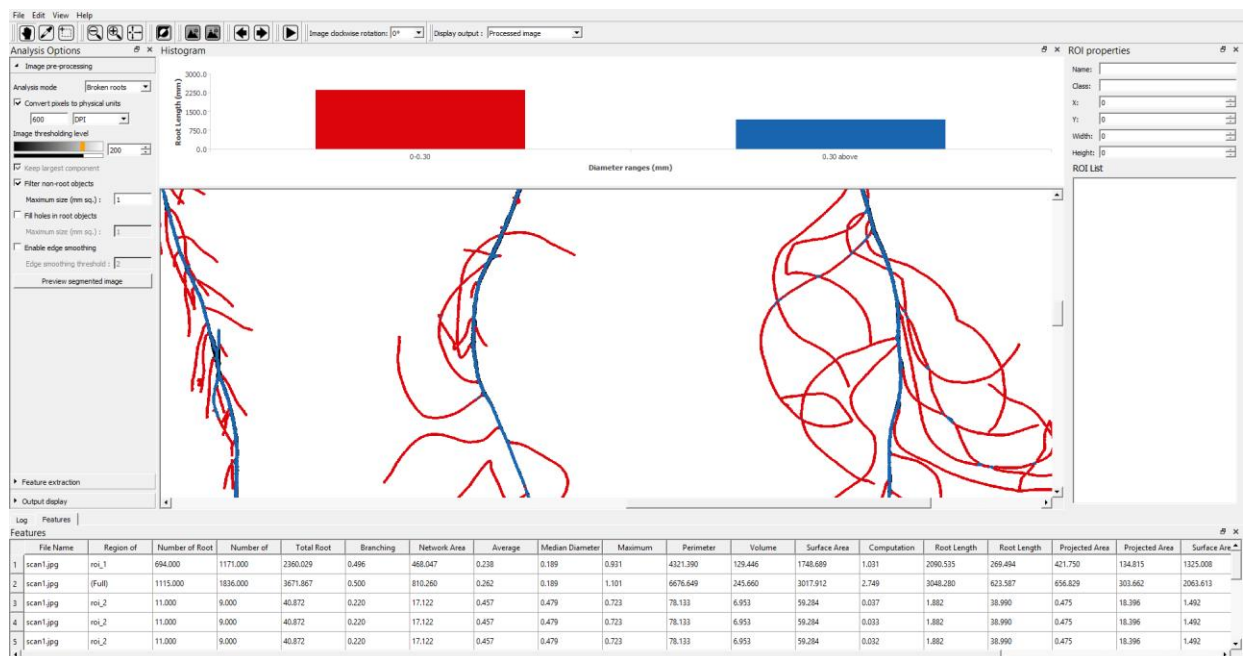 File Edit View Help
Image clockwise rotation: 0° Display output : Processed image
Analysis Options
Image pre-processing
Analysis mode Broken roots
Convert pixels to physical units
600 DPI
Image thresholding level
200
Keep largest component
Filter non-root objects
Maximum size (mm sq.) : 1
Fill holes in root objects
Maximum size (mm sq.) : 1
Enable edge smoothing
Edge smoothing threshold : 2
Preview segmented image
Feature extraction
Output display
Histogram
Root Length (mm)
3000.0
2250.0
1500.0
750.0
0.0
0-0.30 0.30 above
Diameter ranges (mm)
ROI properties
Name:
Class:
X: 0
Y: 0
Width: 0
Height: 0
ROI List
Log Features
Features
File Name Region of Number of Root Number of Total Root Branching Network Area Average Median Diameter Maximum Perimeter Volume Surface Area Computation Root Length Root Length Projected Area Projected Area Surface Are
1 scan1.jpg roi_1 694.000 1171.000 2360.029 0.496 468.047 0.238 0.189 0.931 4321.390 129.446 1748.689 1.031 2090.535 269.494 421.750 134.815 1325.008
2 scan1.jpg (Full) 1115.000 1836.000 3671.867 0.500 810.260 0.262 0.189 1.101 6676.649 245.660 3017.912 2.749 3048.280 623.587 656.829 303.662 2063.613
3 scan1.jpg roi_2 11.000 9.000 40.872 0.220 17.122 0.457 0.479 0.723 78.133 6.953 59.284 0.037 1.882 38.990 0.475 18.396 1.492
4 scan1.jpg roi_2 11.000 9.000 40.872 0.220 17.122 0.457 0.479 0.723 78.133 6.953 59.284 0.033 1.882 38.990 0.475 18.396 1.492
5 scan1.jpg roi_2 11.000 9.000 40.872 0.220 17.122 0.457 0.479 0.723 78.133 6.953 59.284 0.032 1.882 38.990 0.475 18.396 1.492